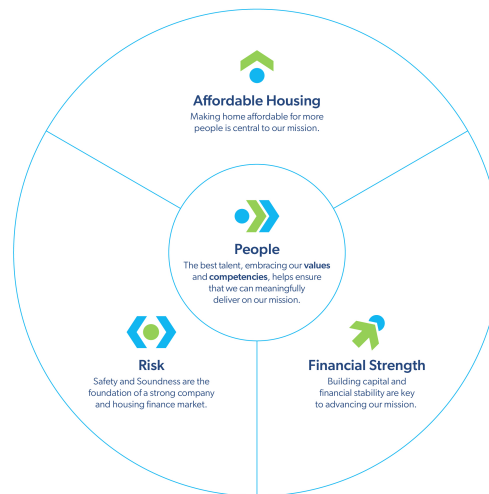 Affordable Housing
Making home affordable for more
people is central to our mission.
People
The best talent, embracing our values
and competencies, helps ensure
that we can meaningfully
deliver on our mission.
Risk
Safety and Soundness are the
foundation of a strong company
and housing finance market.
Financial Strength
Building capital and
financial stability are key
to advancing our mission.